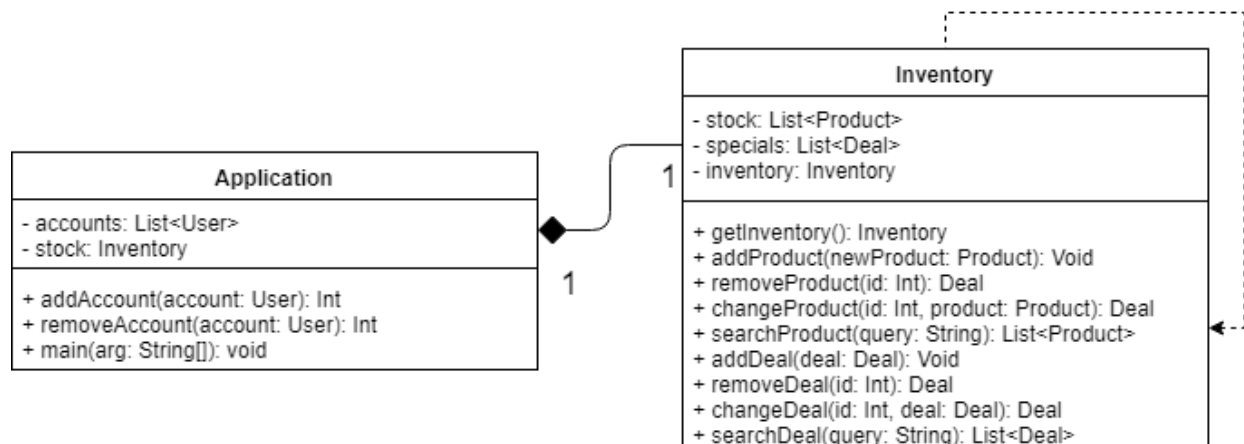 Application
- accounts: List<User>
- stock: Inventory
+ addAccount(account: User): Int
+ removeAccount(account: User): Int
+ main(arg: String[]): void
1
1
Inventory
- stock: List<Product>
- specials: List<Deal>
- inventory: Inventory
+ getInventory(): Inventory
+ addProduct(newProduct: Product): Void
+ removeProduct(id: Int): Deal
+ changeProduct(id: Int, product: Product): Deal
+ searchProduct(query: String): List<Product>
+ addDeal(deal: Deal): Void
+ removeDeal(id: Int): Deal
+ changeDeal(id: Int, deal: Deal): Deal
+ searchDeal(query: String): List<Deal>